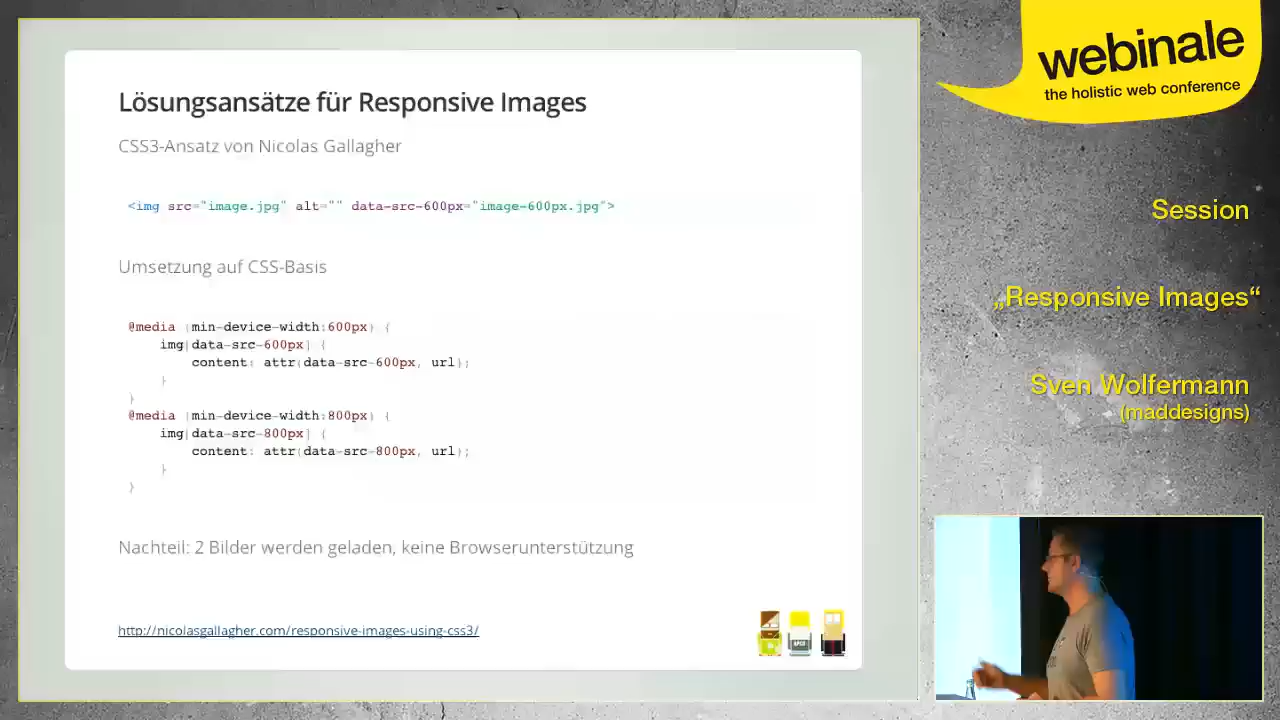 Lösungsansätze für Responsive Images
CSS3-Ansatz von Nicolas Gallagher
<img src="image.jpg" alt="" data-src-600px="image-600px.jpg">
Umsetzung auf CSS-Basis
@media (min-device-width:600px) {
img[data-src-600px] {
content: attr(data-src-600px, url);
}
}
@media (min-device-width:800px) {
img[data-src-800px] {
content: attr(data-src-800px, url);
}
}
Nachteil: 2 Bilder werden geladen, keine Browserunterstützung
http://nicolasgallagher.com/responsive-images-using-css3/
webinale
the holistic web conference
Session
„Responsive Images“
Sven Wolfermann
(maddesigns)